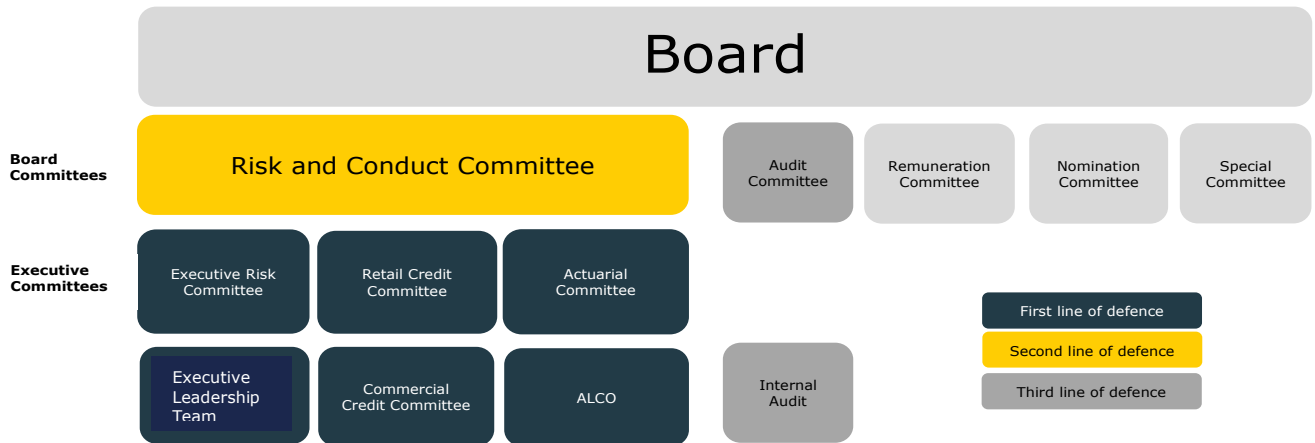 Board
Board
Committees
Risk and Conduct Committee
Audit
Committee
Remuneration
Committee
Nomination
Committee
Special
Committee
Executive
Committees
Executive Risk
Committee
Retail Credit
Committee
Actuarial
Committee
First line of defence
Second line of defence
Third line of defence
Executive
Leadership
Team
Commercial
Credit Committee
ALCO
Internal
Audit